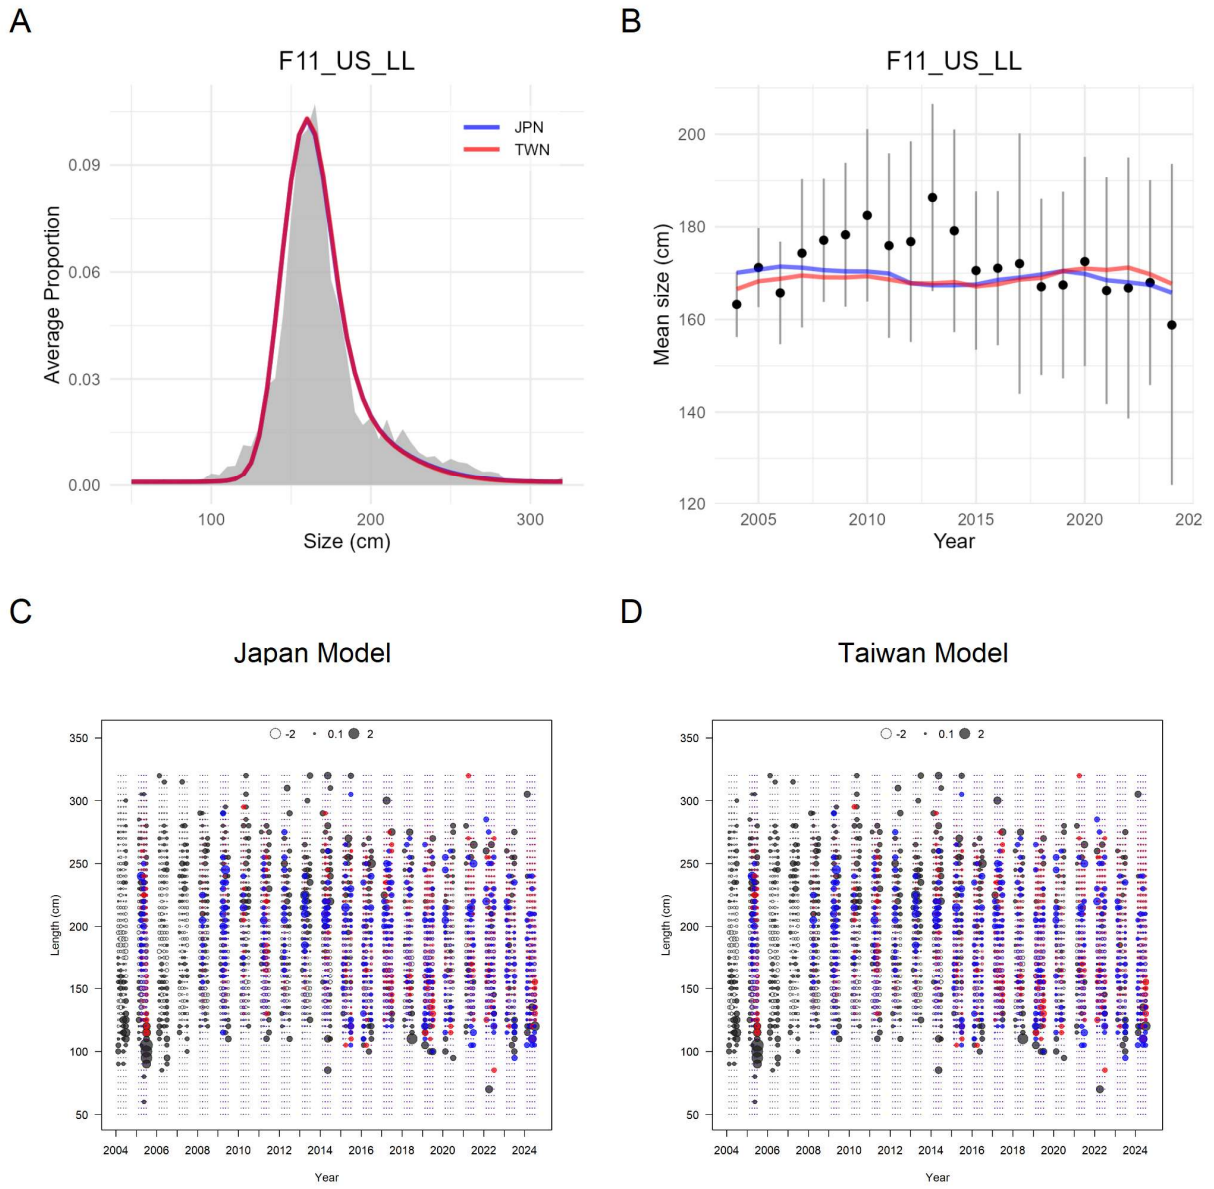 A
F11_US_LL
JPN
TWN
0.09
0.06
0.03
0.00
Average Proportion
100 200 300
Size (cm)
B
F11_US_LL
200
180
160
140
120
Mean size (cm)
2005 2010 2015 2020 202
Year
C
Japan Model
-2 0.1 2
350
300
250
200
150
100
50
Length (cm)
2004 2006 2008 2010 2012 2014 2016 2018 2020 2022 2024
Year
D
Taiwan Model
-2 0.1 2
350
300
250
200
150
100
50
Length (cm)
2004 2006 2008 2010 2012 2014 2016 2018 2020 2022 2024
Year